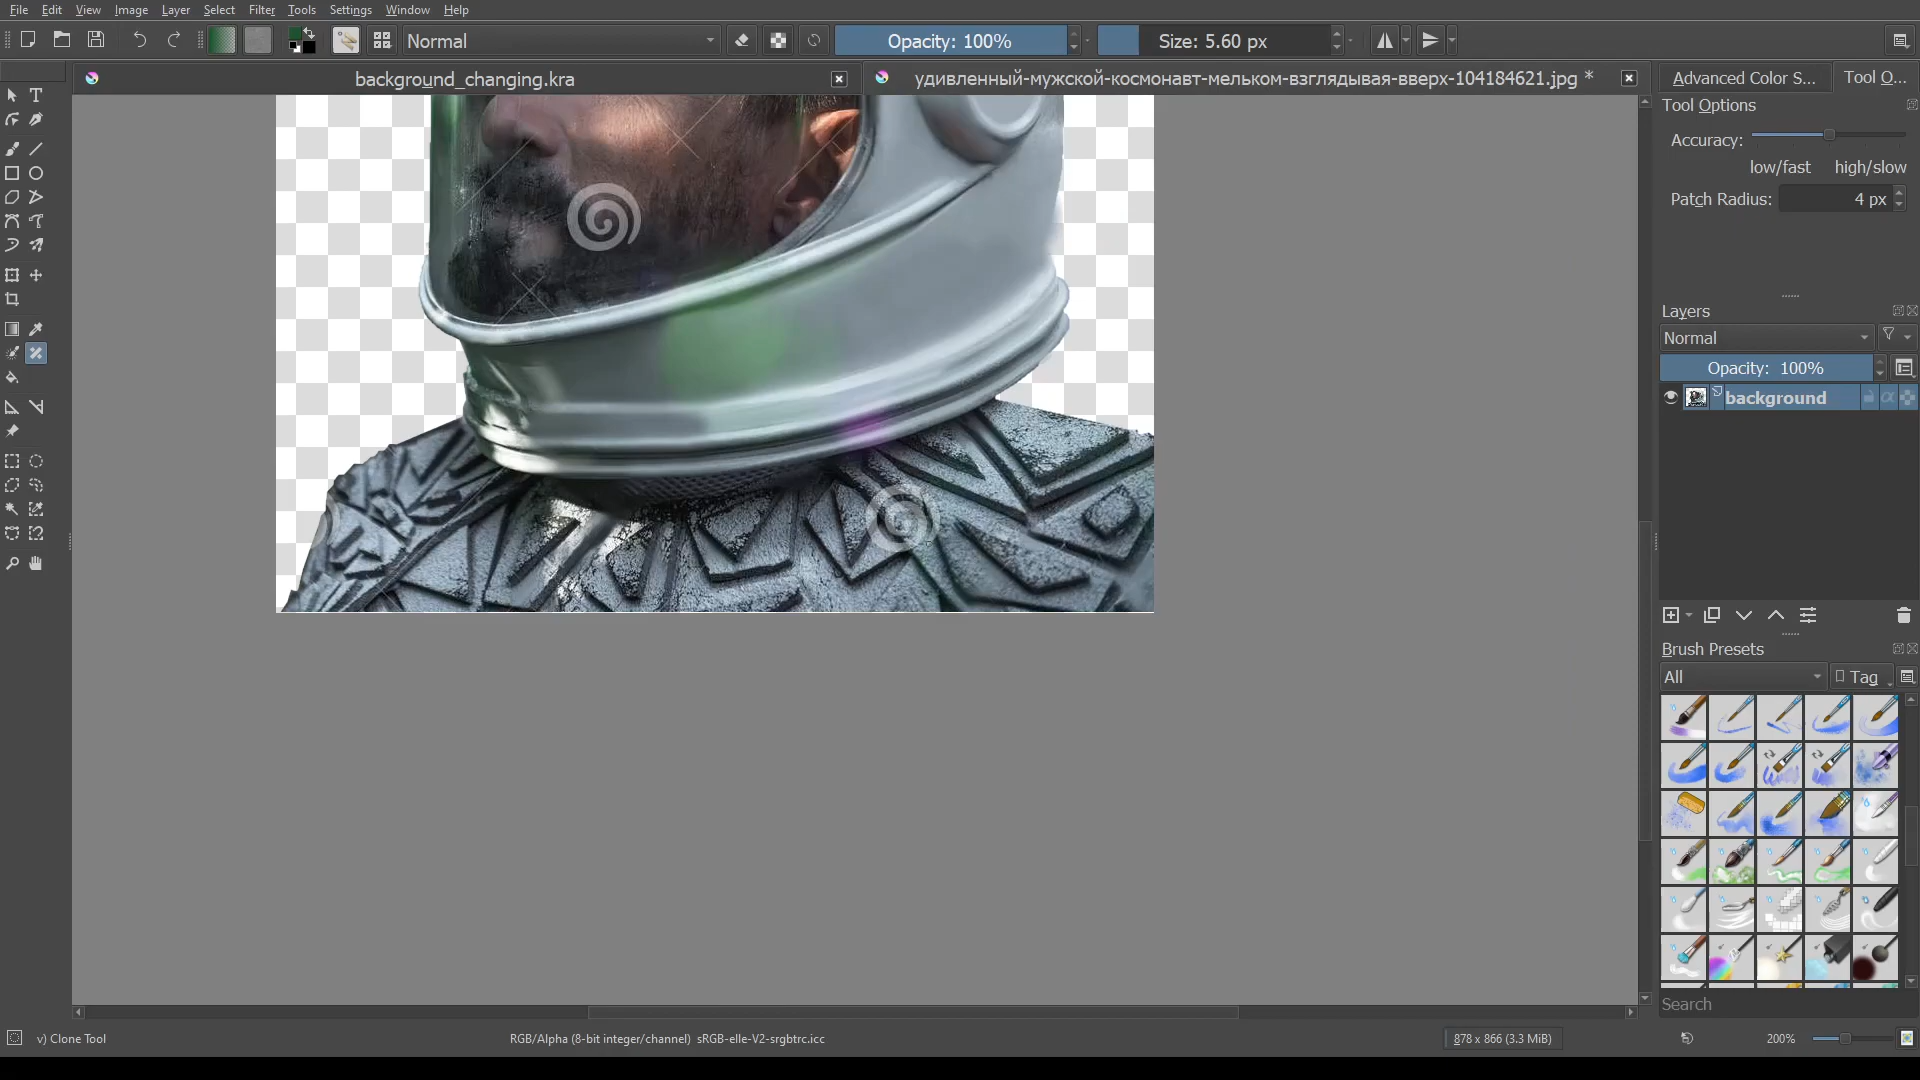 File Edit View Image Layer Select Filter Tools Settings Window Help
Normal Opacity: 100% Size: 5.60 px
background_changing.kra удивленный-мужской-космонавт-мельком-взглядывая-вверх-104184621.jpg * Advanced Color S... Tool O...
Tool Options
Accuracy:
low/fast high/slow
Patch Radius: 4 px
Layers
Normal
Opacity: 100%
background
Brush Presets
All Tag
Search
v) Clone Tool RGB/Alpha (8-bit integer/channel) sRGB-elle-V2-srgbtrc.icc 878 x 866 (3.3 MiB) 200%